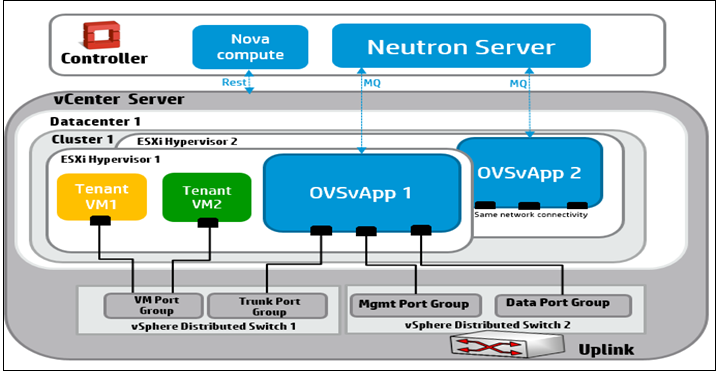 Controller
Nova
compute
Neutron Server
Rest
MQ
MQ
vCenter Server
Datacenter 1
Cluster 1
ESXi Hypervisor 2
ESXi Hypervisor 1
Tenant
VM1
Tenant
VM2
OVSvApp 1
OVSvApp 2
Same network connectivity
VM Port
Group
Trunk Port
Group
Mgmt Port Group
Data Port Group
vSphere Distributed Switch 1
vSphere Distributed Switch 2
Uplink